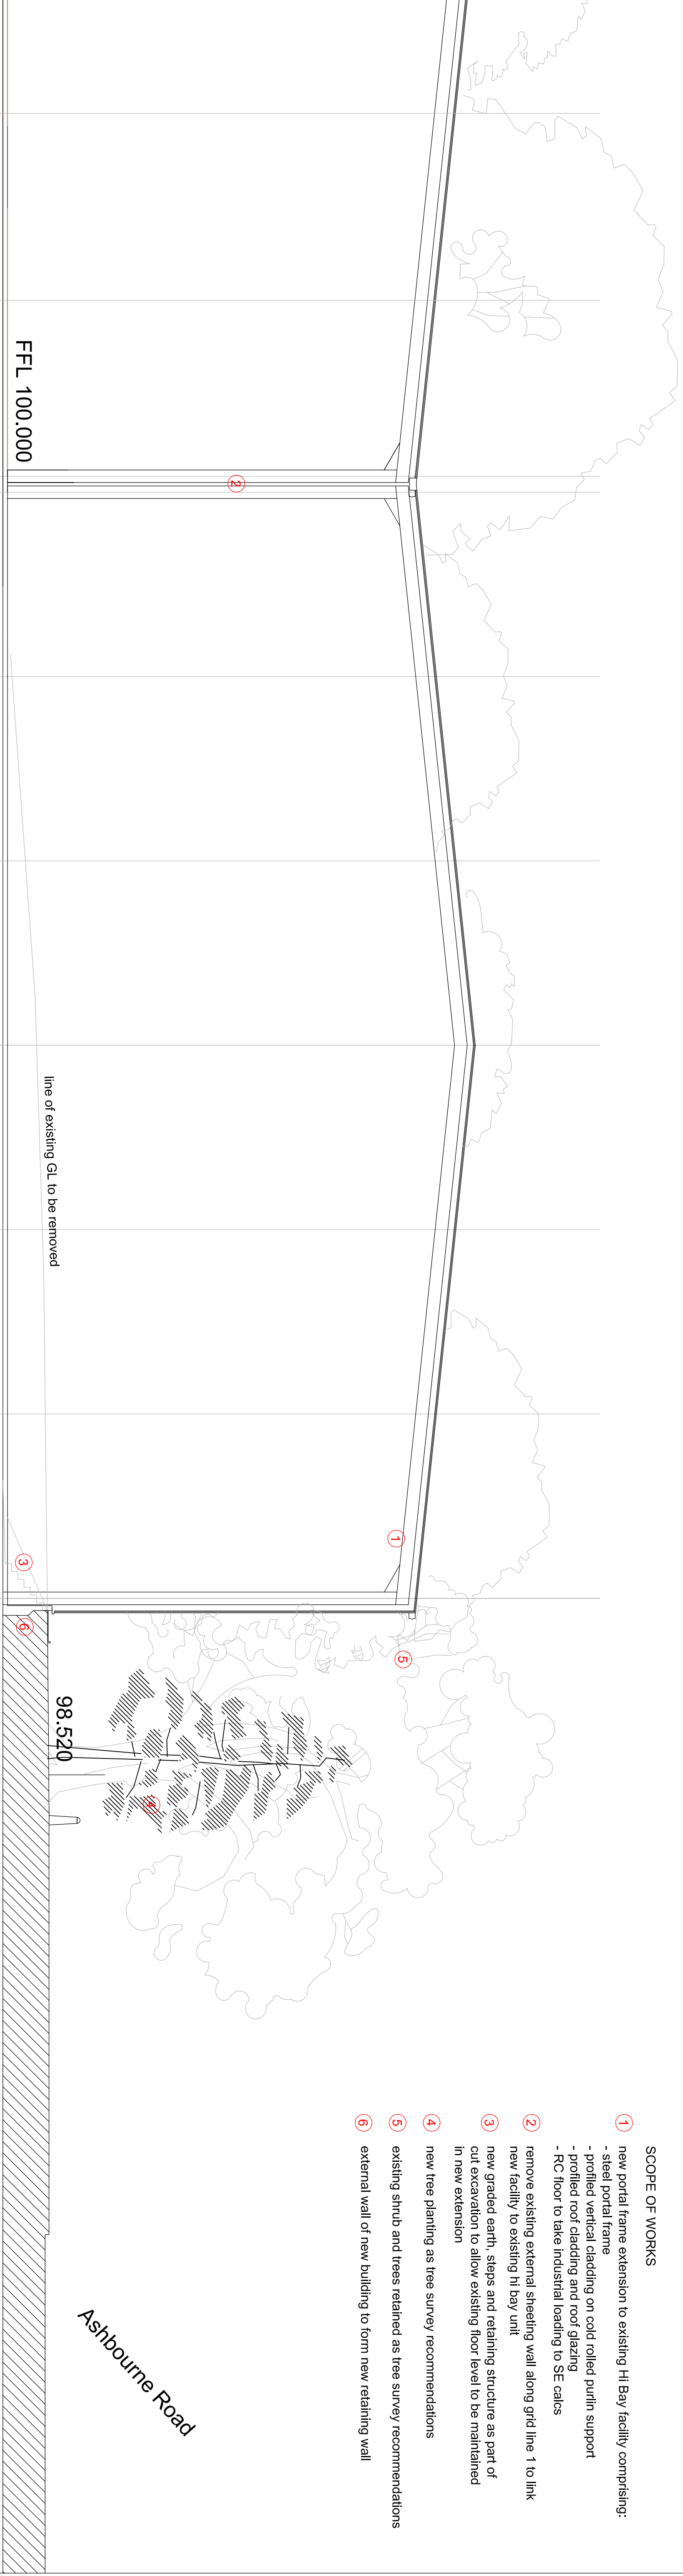 SCOPE OF WORKS
1 new portal frame extension to existing Hi Bay facility comprising:
- steel portal frame
- profiled vertical cladding on cold rolled purlin support
- profiled roof cladding and roof glazing
- RC floor to take industrial loading to SE calcs
2 remove existing external sheeting wall along grid line 1 to link
new facility to existing hi bay unit
3 new graded earth, steps and retaining structure as part of
cut excavation to allow existing floor level to be maintained
in new extension
4 new tree planting as tree survey recommendations
5 existing shrub and trees retained as tree survey recommendations
6 external wall of new building to form new retaining wall
1
5
2
4
FFL 100.000
line of existing GL to be removed
3
6
98.520
Ashbourne Road